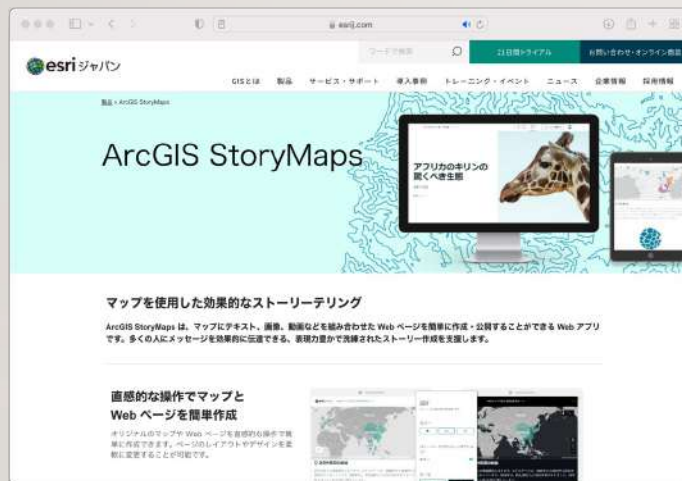 esrij.com
ワードで検索
21日間トライアル
お問い合わせ・オンライン商談
esri ジャパン
GISとは 製品 サービス・サポート 導入事例 トレーニング・イベント ニュース 企業情報 採用情報
製品 > ArcGIS StoryMaps
ArcGIS StoryMaps
アフリカのキリンの
驚くべき生態
マップを使用した効果的なストーリーテリング
ArcGIS StoryMaps は、マップにテキスト、画像、動画などを組み合わせた Web ページを簡単に作成・公開することができる Web アプリ
です。多くの人にメッセージを効果的に伝達できる、表現力豊かで洗練されたストーリー作成を支援します。
直感的な操作でマップと
Web ページを簡単作成
オリジナルのマップや Web ページを直感的な操作で簡
単に作成できます。ページのレイアウトやデザインを柔
軟に変更することが可能です。